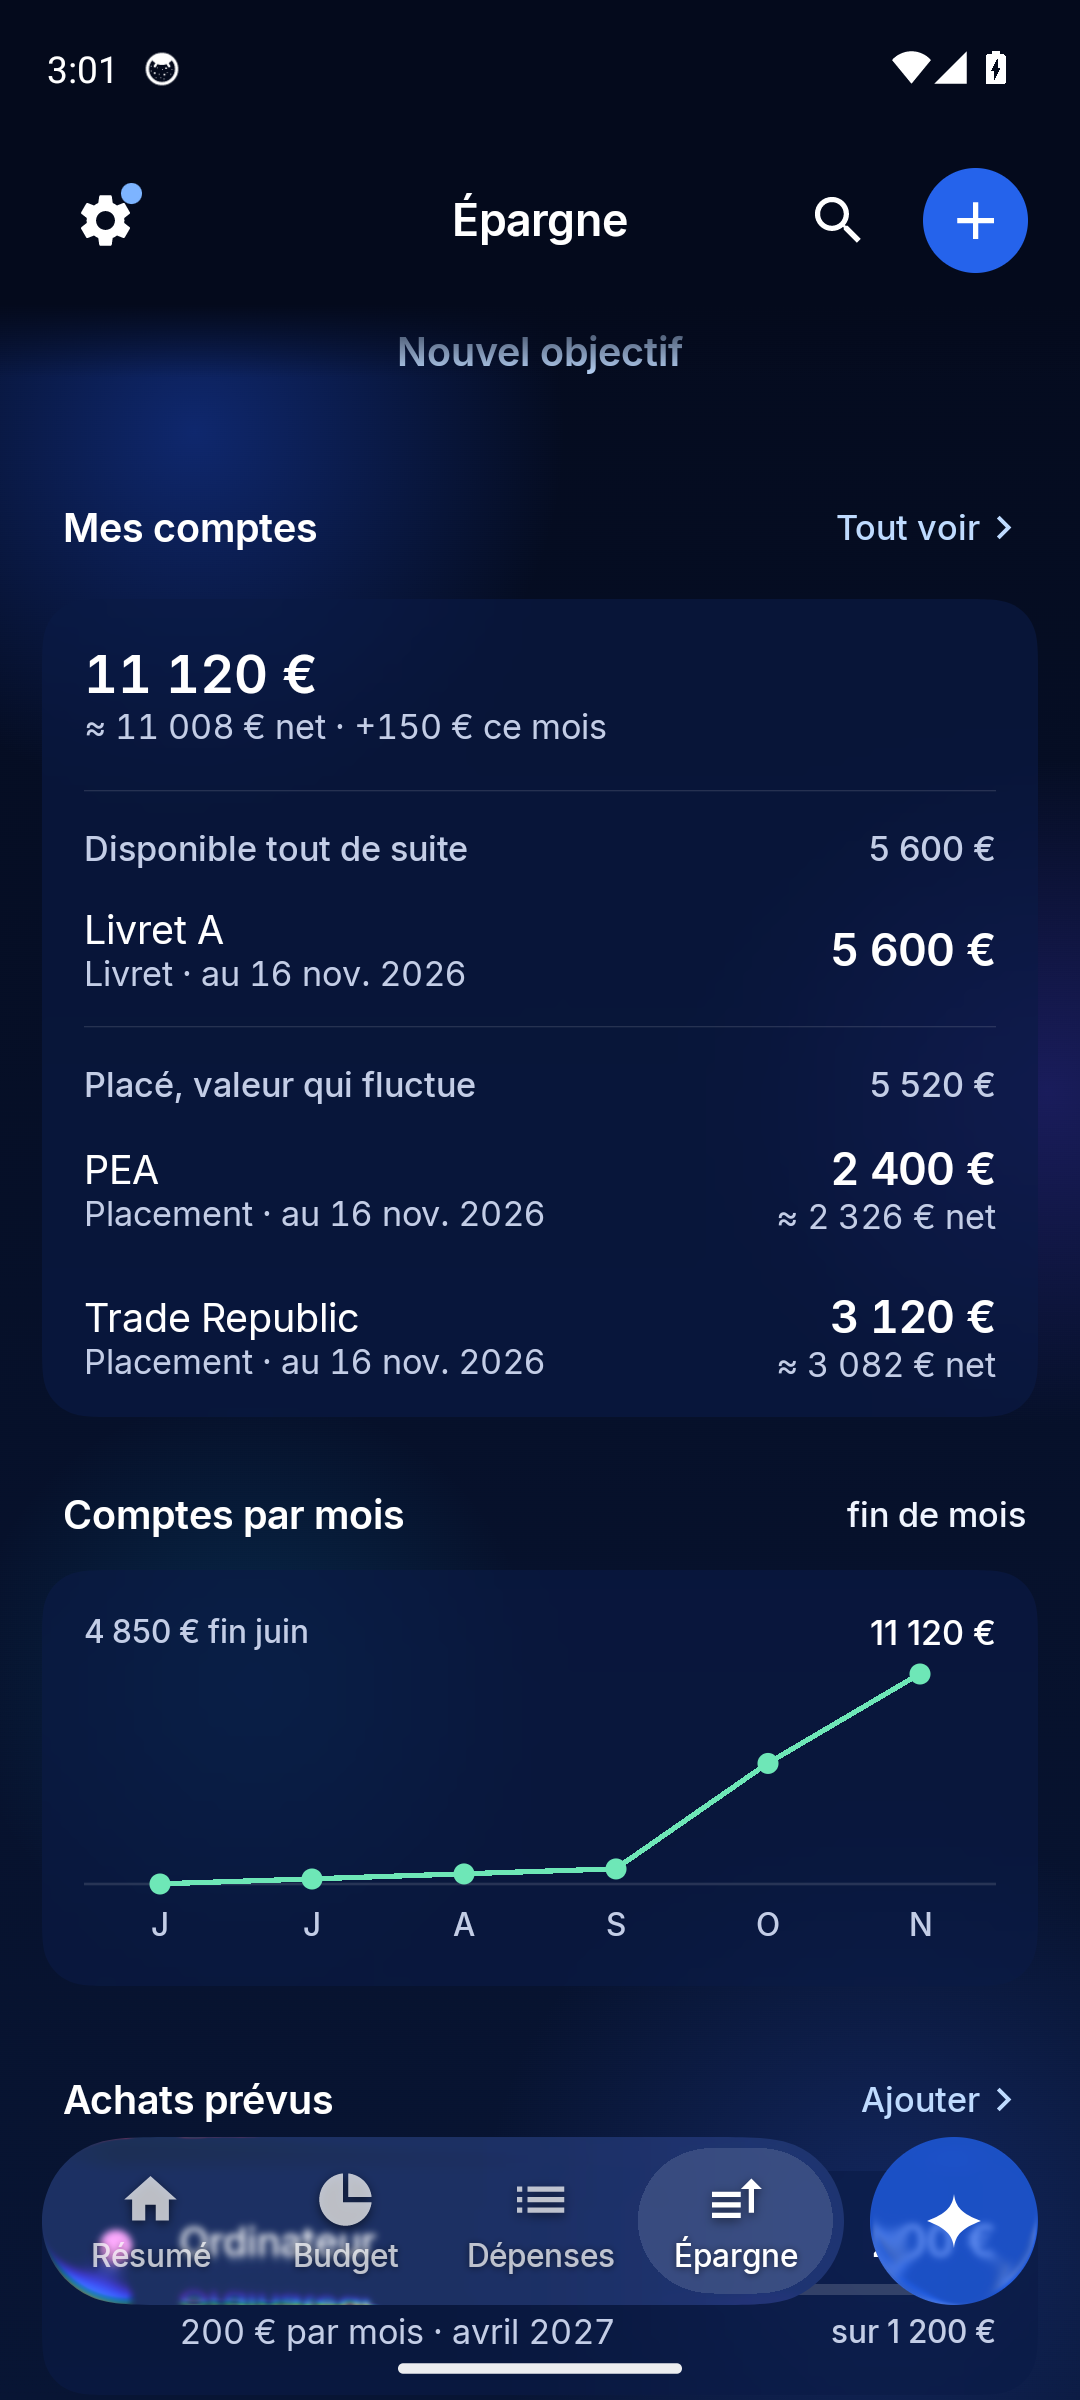 3:01
Épargne
Nouvel objectif
Mes comptes
Tout voir
11 120 €
≈ 11 008 € net · +150 € ce mois
Disponible tout de suite
5 600 €
Livret A
5 600 €
Livret · au 16 nov. 2026
Placé, valeur qui fluctue
5 520 €
PEA
2 400 €
Placement · au 16 nov. 2026
≈ 2 326 € net
Trade Republic
3 120 €
Placement · au 16 nov. 2026
≈ 3 082 € net
Comptes par mois
fin de mois
4 850 € fin juin
11 120 €
J J A S O N
Achats prévus
Ajouter
Ordinateur
Résumé
Budget
Dépenses
Épargne
200 € par mois · avril 2027
sur 1 200 €